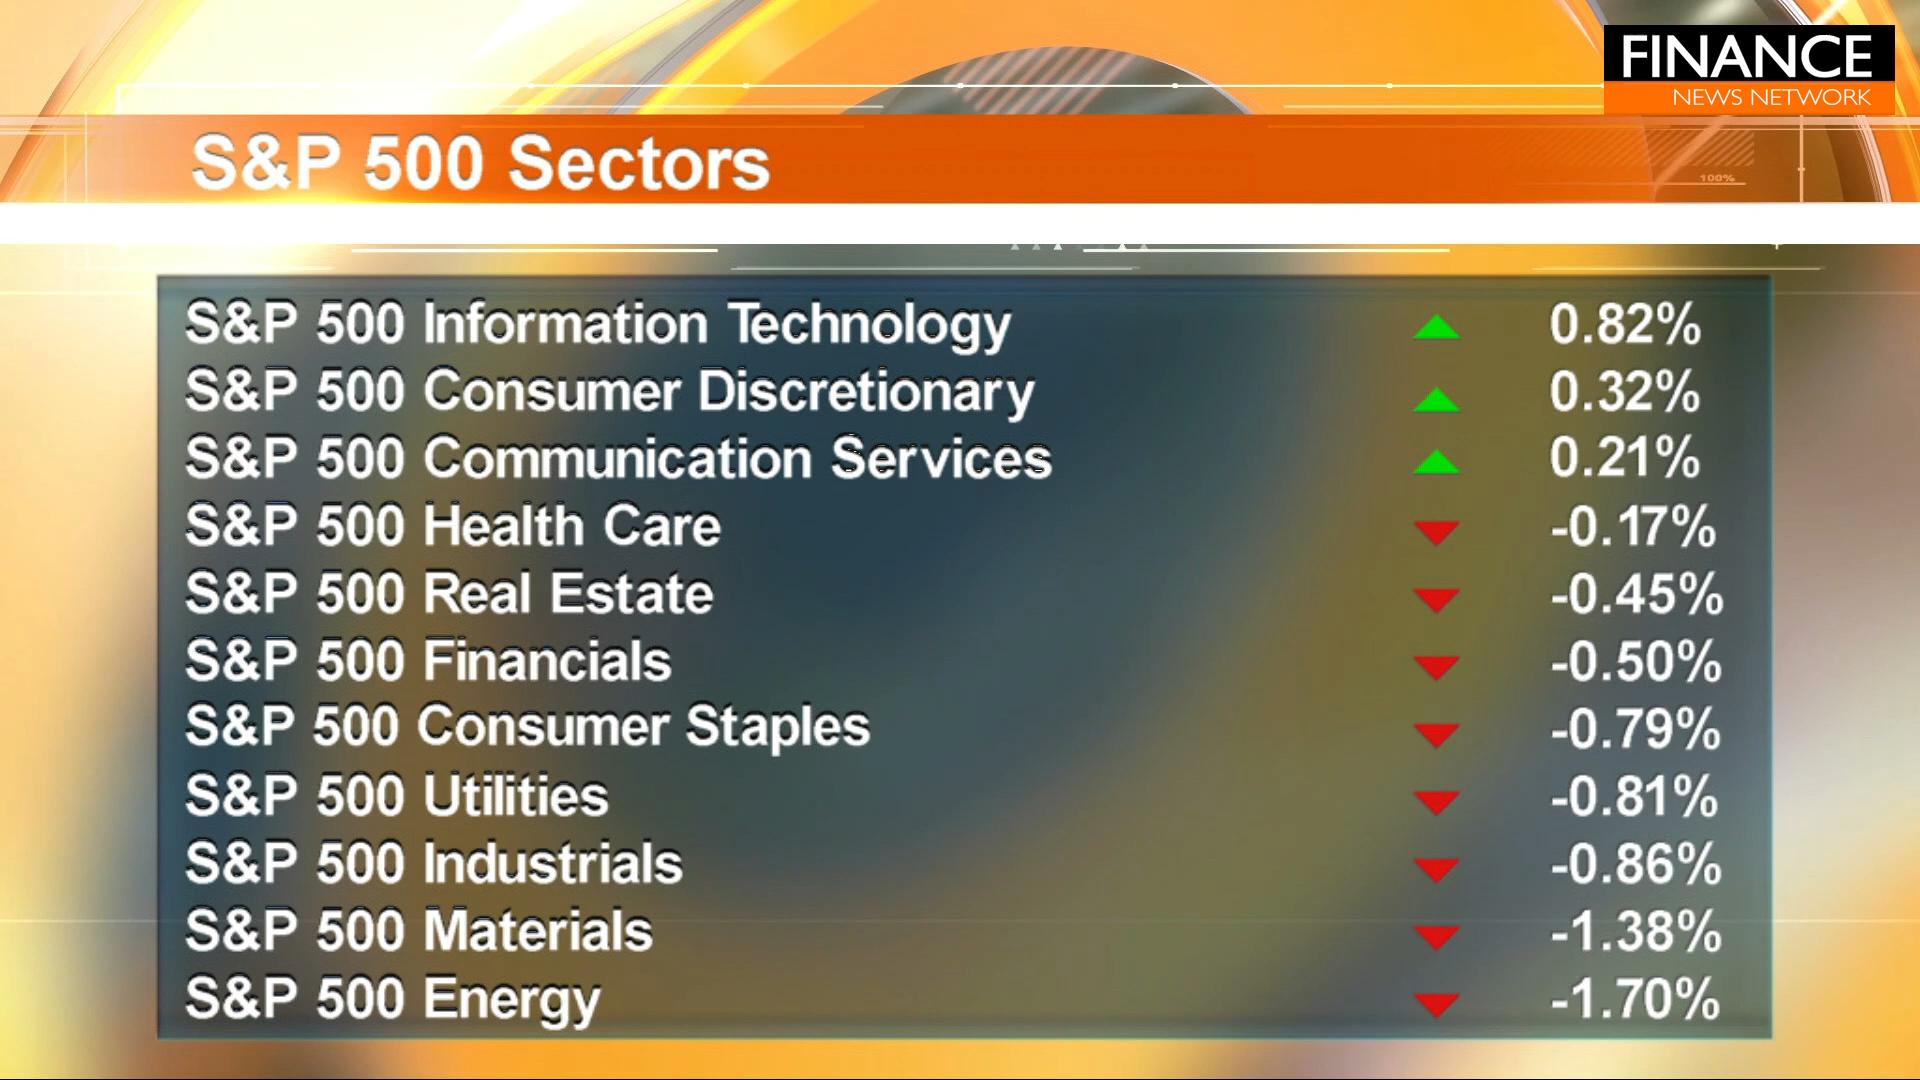 FINANCE
NEWS NETWORK
S&P 500 Sectors
100%
S&P 500 Information Technology 0.82%
S&P 500 Consumer Discretionary 0.32%
S&P 500 Communication Services 0.21%
S&P 500 Health Care -0.17%
S&P 500 Real Estate -0.45%
S&P 500 Financials -0.50%
S&P 500 Consumer Staples -0.79%
S&P 500 Utilities -0.81%
S&P 500 Industrials -0.86%
S&P 500 Materials -1.38%
S&P 500 Energy -1.70%